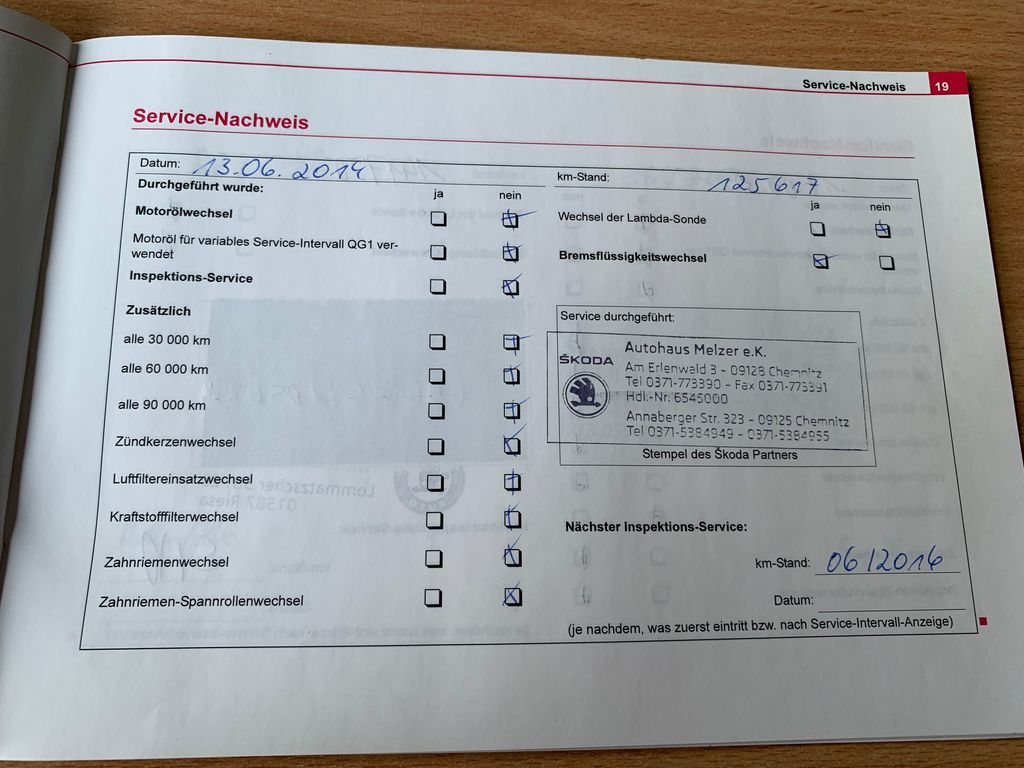 Service-Nachweis 19
Service-Nachweis
Datum: 13.06.2014
km-Stand: 125617
Durchgeführt wurde: ja nein
ja nein
Motorölwechsel
Wechsel der Lambda-Sonde
Motoröl für variables Service-Intervall QG1 ver-
wendet
Bremsflüssigkeitswechsel
Inspektions-Service
Zusätzlich
alle 30 000 km
alle 60 000 km
alle 90 000 km
Zündkerzenwechsel
Luftfiltereinsatzwechsel
Kraftstofffilterwechsel
Zahnriemenwechsel
Zahnriemen-Spannrollenwechsel
Service durchgeführt:
ŠKODA
Autohaus Melzer e.K.
Am Erlenwald 3 - 09128 Chemnitz
Tel 0371-773390 - Fax 0371-773391
Hdl.-Nr. 6545000
Annaberger Str. 323 - 09125 Chemnitz
Tel 0371-5384949 - 0371-5384955
Stempel des Škoda Partners
Nächster Inspektions-Service:
km-Stand: 06/2016
Datum:
(je nachdem, was zuerst eintritt bzw. nach Service-Intervall-Anzeige)